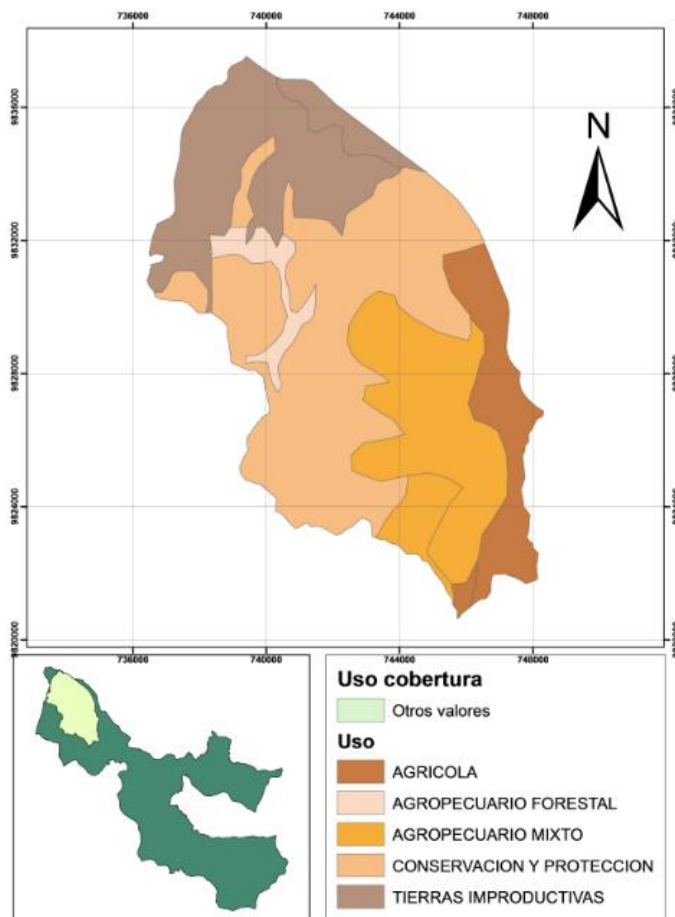 736000 740000 744000 748000
N
9836000
9832000
9828000
9824000
9820000
736000 740000 744000 748000
Uso cobertura
Otros valores
Uso
AGRICOLA
AGROPECUARIO FORESTAL
AGROPECUARIO MIXTO
CONSERVACION Y PROTECCION
TIERRAS IMPRODUCTIVAS